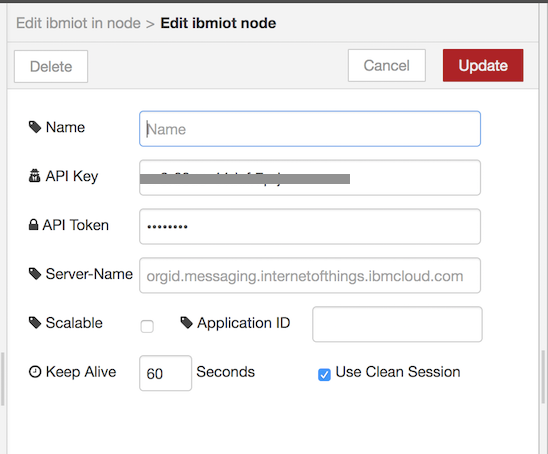 Edit ibmiot in node > Edit ibmiot node
Delete
Cancel
Update
Name
Name
API Key
API Token
••••••••
Server-Name
orgid.messaging.internetofthings.ibmcloud.com
Scalable
Application ID
Keep Alive
60
Seconds
Use Clean Session